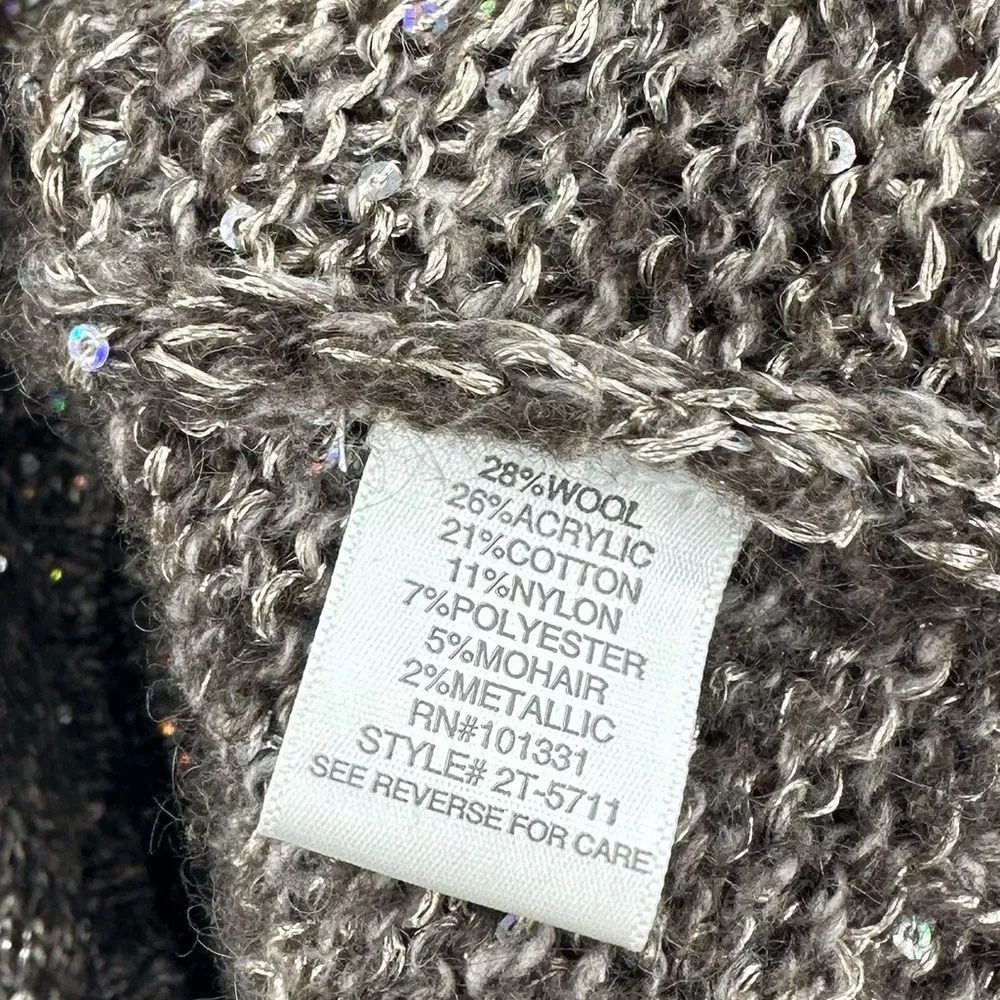 28%WOOL
26%ACRYLIC
21%COTTON
11%NYLON
7%POLYESTER
5%MOHAIR
2%METALLIC
RN#101331
STYLE# 2T-5711
SEE REVERSE FOR CARE